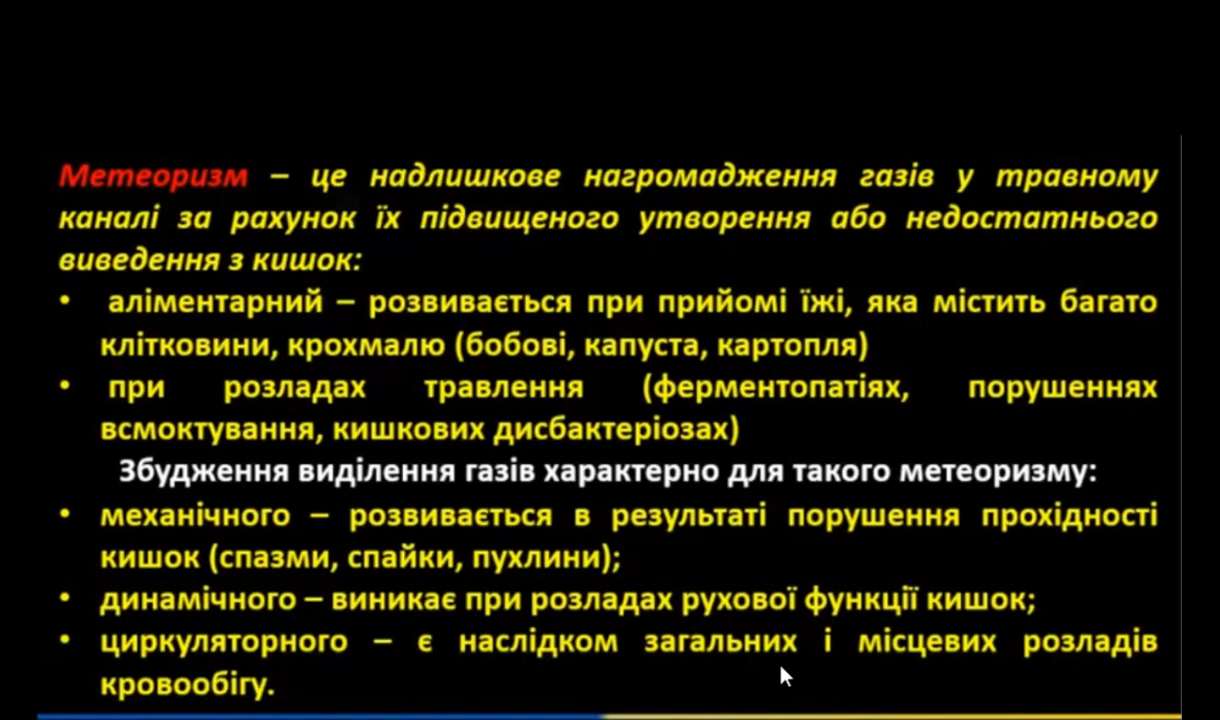 Метеоризм – це надлишкове нагромадження газів у травному
каналі за рахунок їх підвищеного утворення або недостатнього
виведення з кишок:
• аліментарний – розвивається при прийомі їжі, яка містить багато
клітковини, крохмалю (бобові, капуста, картопля)
• при розладах травлення (ферментопатіях, порушеннях
всмоктування, кишкових дисбактеріозах)
Збудження виділення газів характерно для такого метеоризму:
• механічного – розвивається в результаті порушення прохідності
кишок (спазми, спайки, пухлини);
• динамічного – виникає при розладах рухової функції кишок;
• циркуляторного – є наслідком загальних і місцевих розладів
кровообігу.